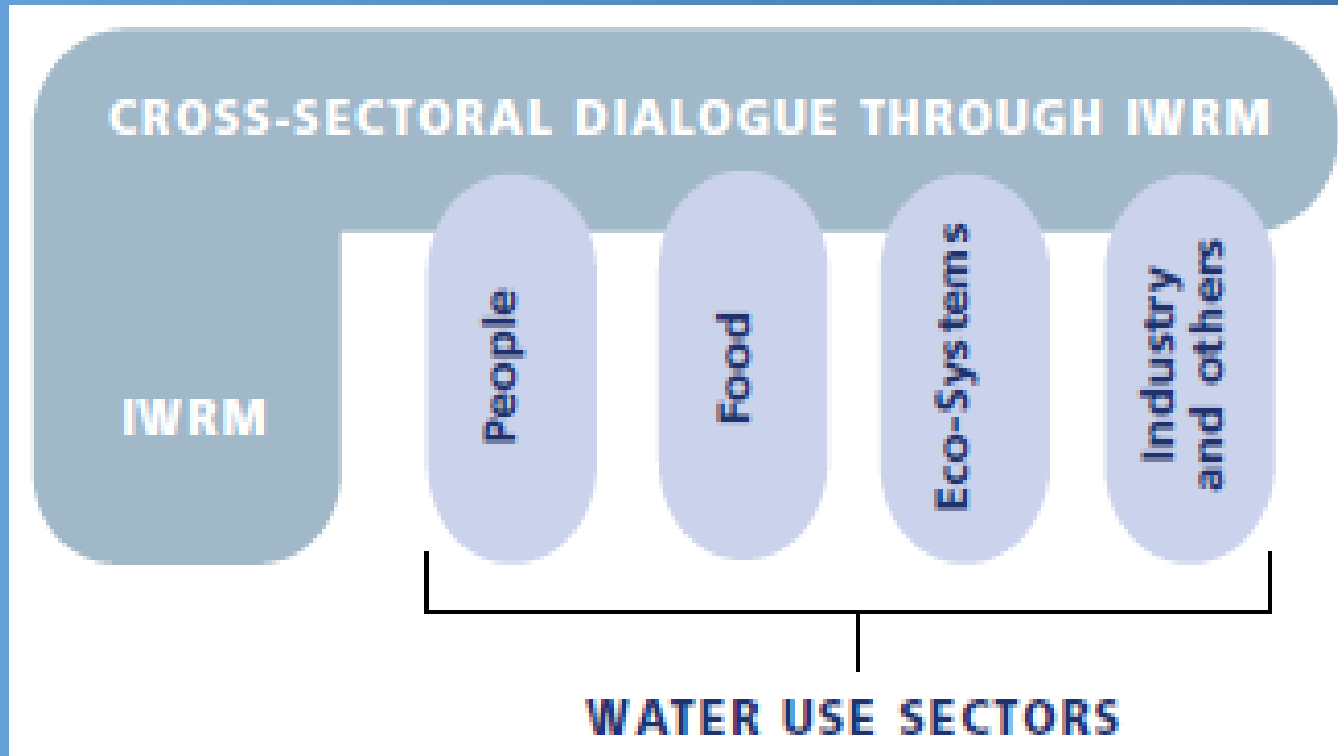 CROSS-SECTORAL DIALOGUE THROUGH IWRM
IWRM
People
Food
Eco-Systems
Industry
and others
WATER USE SECTORS